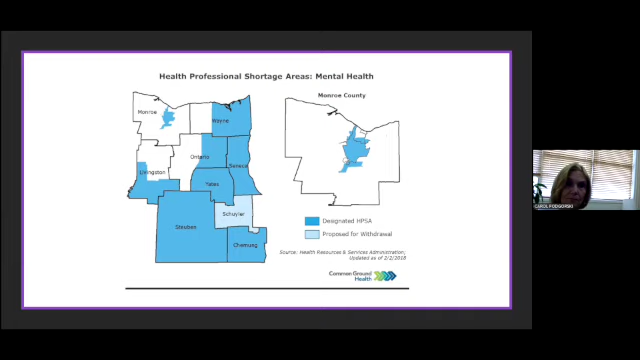 Health Professional Shortage Areas: Mental Health
Monroe
Wayne
Ontario
Seneca
Livingston
Yates
Schuyler
Steuben
Chemung
Monroe County
Designated HPSA
Proposed for Withdrawal
Source: Health Resources & Services Administration;
Updated as of 2/2/2018
Common Ground
Health
CAROL PODGORSKI